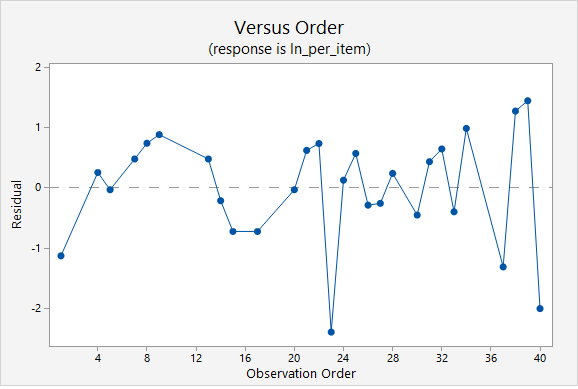 Versus Order
(response is ln_per_item)
2
1
0
-1
-2
Residual
4 8 12 16 20 24 28 32 36 40
Observation Order